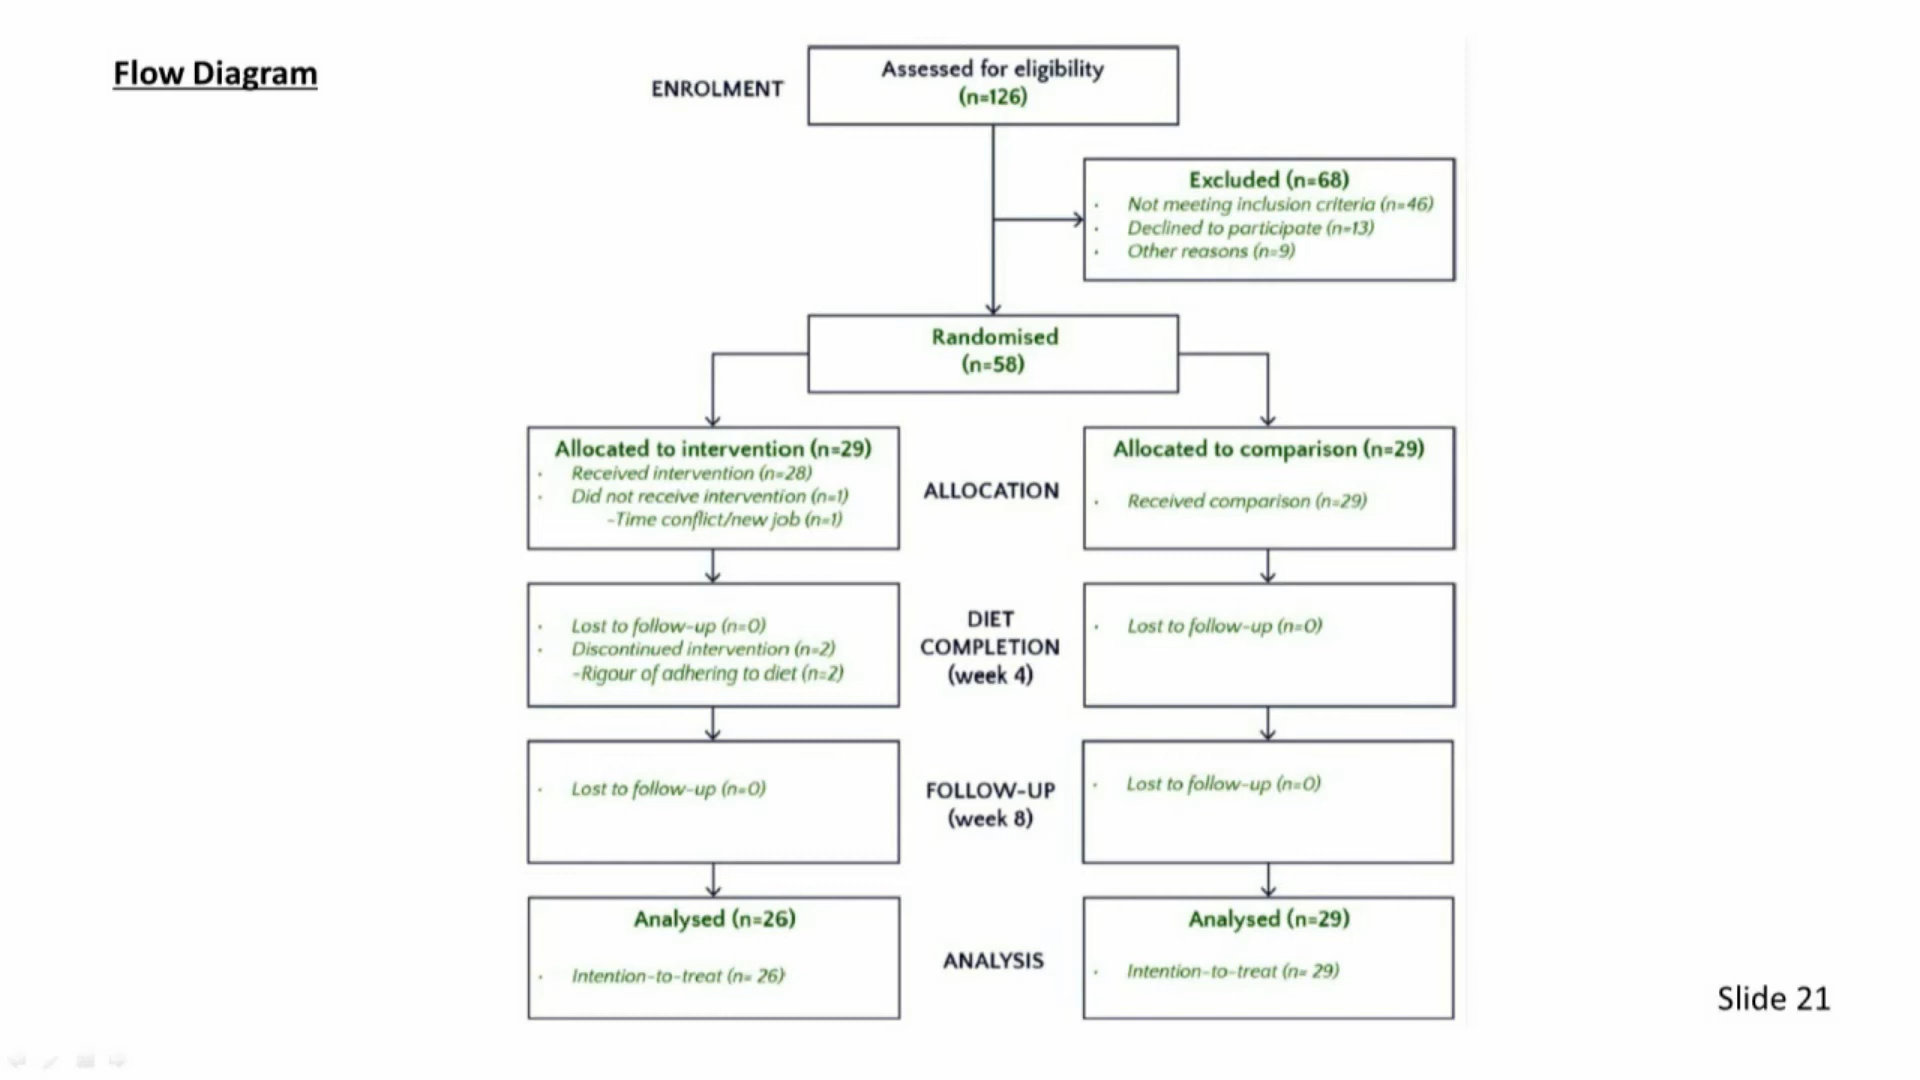 Flow Diagram
ENROLMENT
Assessed for eligibility
(n=126)
Excluded (n=68)
· Not meeting inclusion criteria (n=46)
· Declined to participate (n=13)
· Other reasons (n=9)
Randomised
(n=58)
Allocated to intervention (n=29)
· Received intervention (n=28)
· Did not receive intervention (n=1)
-Time conflict/new job (n=1)
ALLOCATION
Allocated to comparison (n=29)
· Received comparison (n=29)
· Lost to follow-up (n=0)
· Discontinued intervention (n=2)
-Rigour of adhering to diet (n=2)
DIET
COMPLETION
(week 4)
· Lost to follow-up (n=0)
· Lost to follow-up (n=0)
FOLLOW-UP
(week 8)
· Lost to follow-up (n=0)
Analysed (n=26)
· Intention-to-treat (n= 26)
ANALYSIS
Analysed (n=29)
· Intention-to-treat (n= 29)
Slide 21